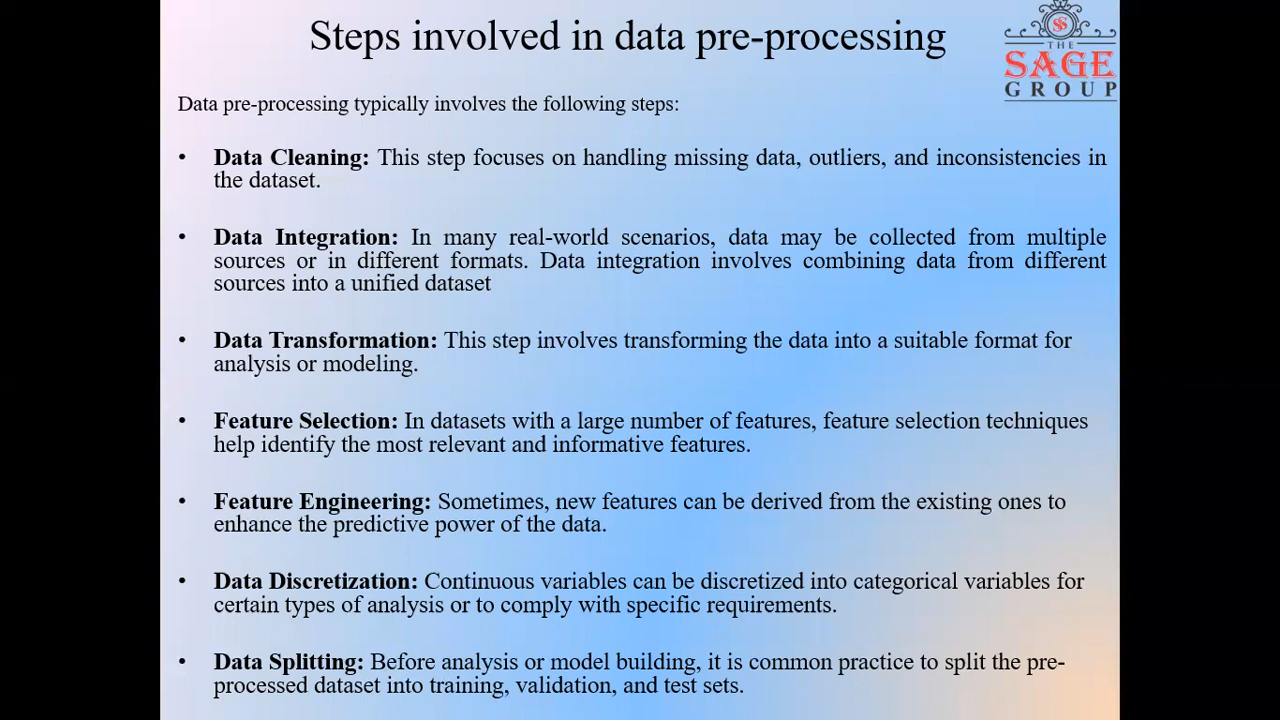 Steps involved in data pre-processing
SS
THE
SAGE
GROUP
Data pre-processing typically involves the following steps:
• Data Cleaning: This step focuses on handling missing data, outliers, and inconsistencies in
the dataset.
• Data Integration: In many real-world scenarios, data may be collected from multiple
sources or in different formats. Data integration involves combining data from different
sources into a unified dataset
• Data Transformation: This step involves transforming the data into a suitable format for
analysis or modeling.
• Feature Selection: In datasets with a large number of features, feature selection techniques
help identify the most relevant and informative features.
• Feature Engineering: Sometimes, new features can be derived from the existing ones to
enhance the predictive power of the data.
• Data Discretization: Continuous variables can be discretized into categorical variables for
certain types of analysis or to comply with specific requirements.
• Data Splitting: Before analysis or model building, it is common practice to split the pre-
processed dataset into training, validation, and test sets.